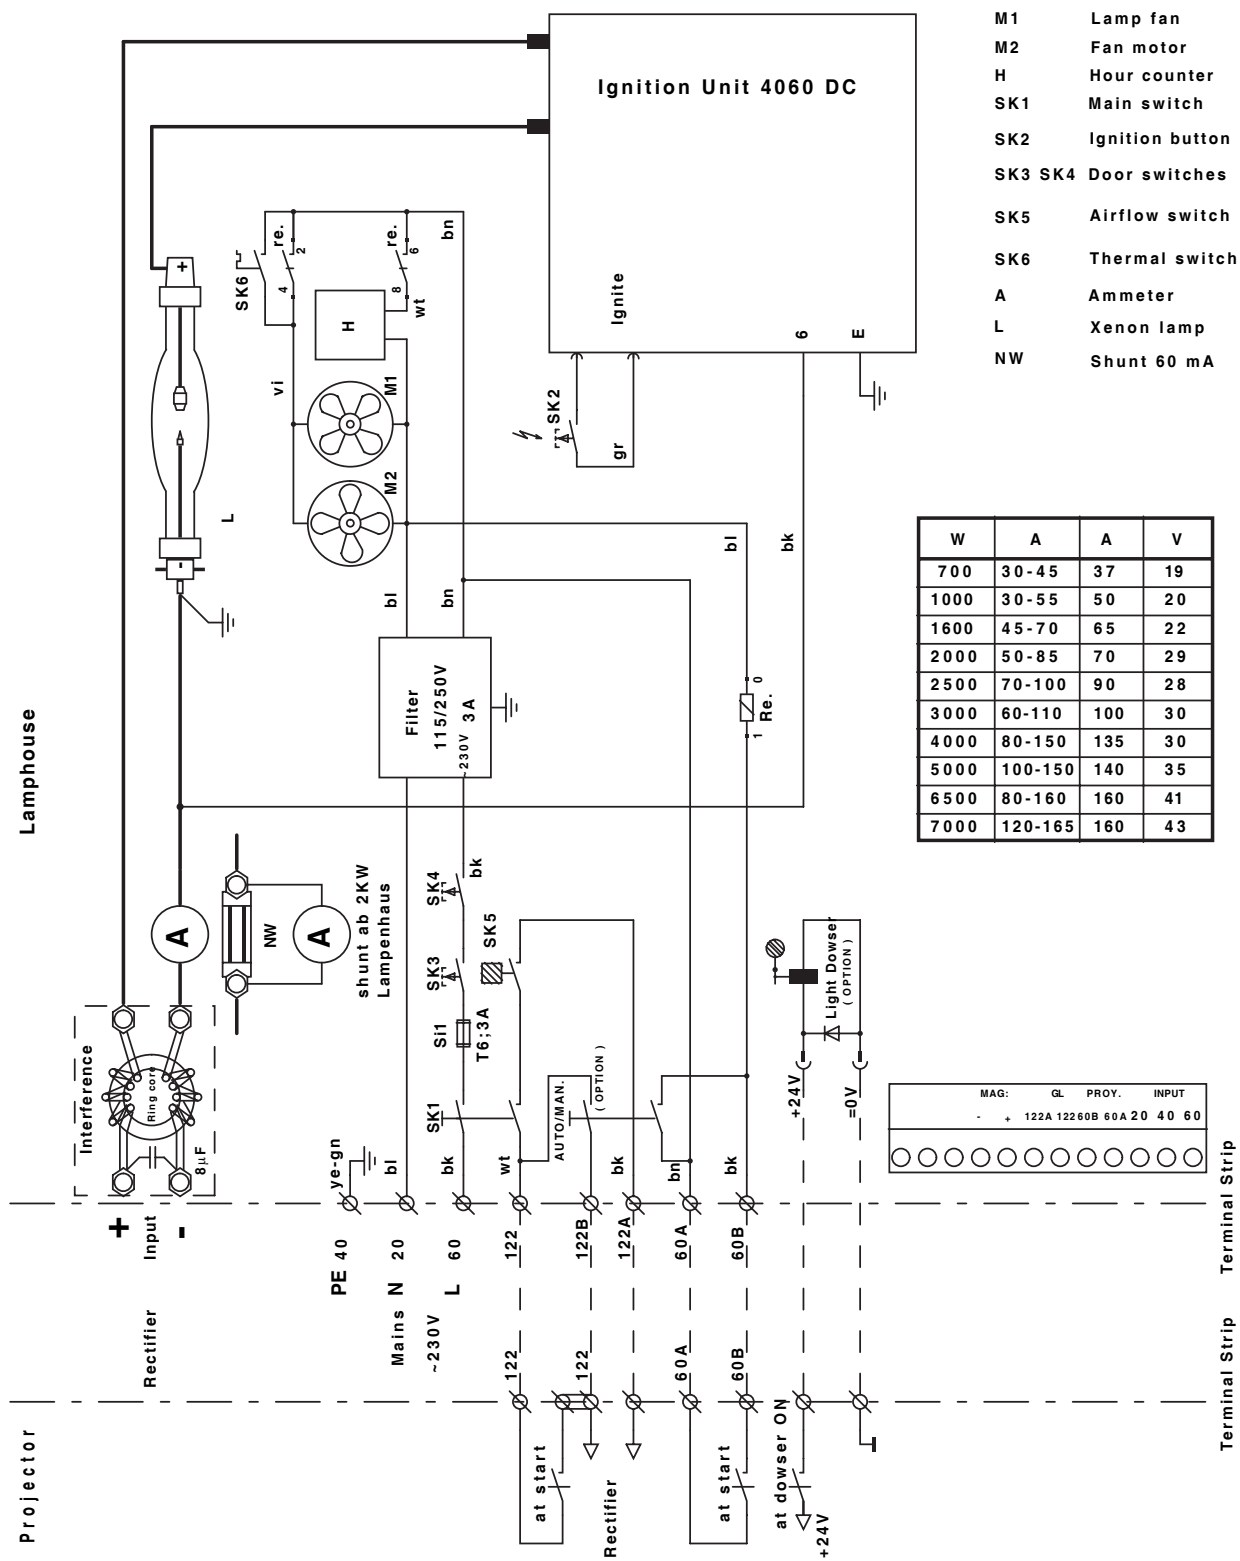 Ignition Unit 4060 DC
M1 Lamp fan
M2 Fan motor
H Hour counter
SK1 Main switch
SK2 Ignition button
SK3 SK4 Door switches
SK5 Airflow switch
SK6 Thermal switch
A Ammeter
L Xenon lamp
NW Shunt 60 mA
Ignite
6
E
SK2
gr
SK6
re.
2
4
re.
6
8
bn
wt
H
vi
M1
M2
+
-
L
bl
bn
bl
bk
Filter
115/250V
~230V 3A
Re.
0
1
W A A V
700 30-45 37 19
1000 30-55 50 20
1600 45-70 65 22
2000 50-85 70 29
2500 70-100 90 28
3000 60-110 100 30
4000 80-150 135 30
5000 100-150 140 35
6500 80-160 160 41
7000 120-165 160 43
Lamphouse
A
NW
A
shunt ab 2KW
Lampenhaus
SK4
bk
SK3
SK5
Si1
T6;3A
Light Dowser
( OPTION )
+24V
=0V
Interference
Ring core
8µF
SK1
AUTO/MAN.
( OPTION )
ye-gn
bl
bk
wt
bk
bn
bk
MAG: GL PROY. INPUT
- + 122A 122 60B 60A 20 40 60
+
-
Input
Rectifier
PE 40
Mains N 20
~230V
L 60
122
122B
122A
60A
60B
Terminal Strip
122
122
60A
60B
Terminal Strip
Projector
at start
Rectifier
at start
at dowser ON
+24V